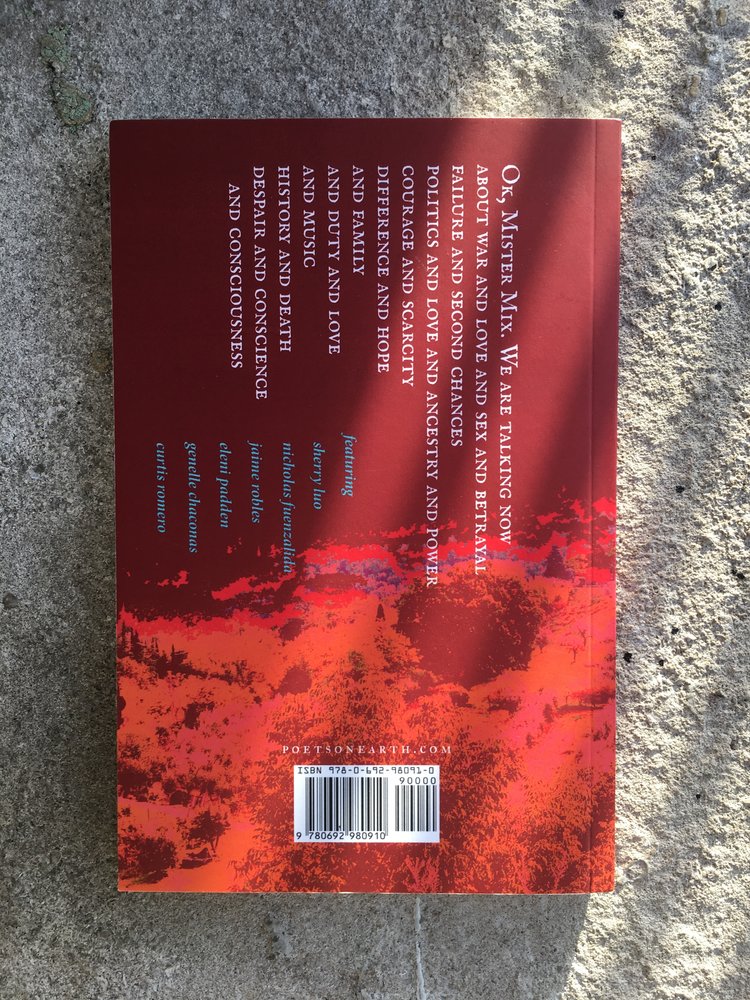 Ok, Mister Mix. We are talking now
about war and love and sex and betrayal
failure and second chances
politics and love and ancestry and power
courage and scarcity
difference and hope
and family
and duty and love
and music
history and death
despair and conscience
and consciousness
featuring
sherry luo
nicholas fuenzalida
jaime robles
eleni padden
genelle chaconas
curtis romero
POETSONEARTH.COM
ISBN 978-0-692-98091-0
90000
9 780692 980910